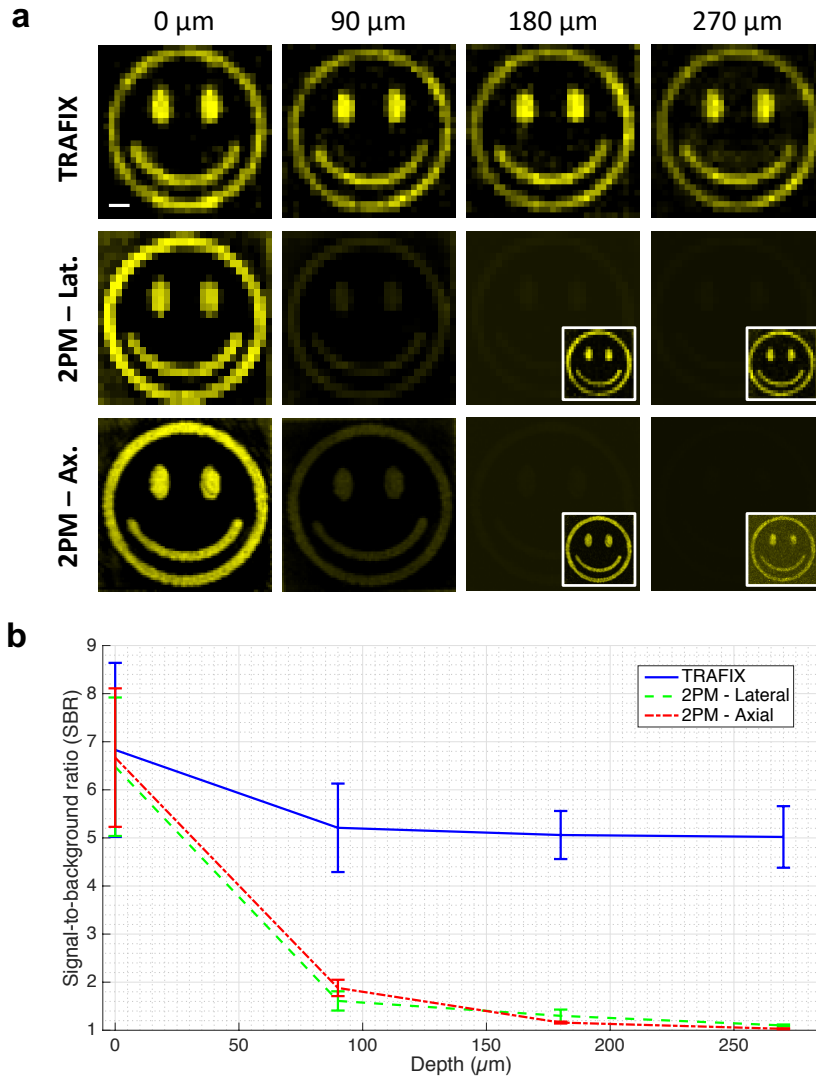 a
0 µm 90 µm 180 µm 270 µm
TRAFIX
2PM – Lat.
2PM – Ax.
b
9
8
7
6
5
4
3
2
1
Signal-to-background ratio (SBR)
TRAFIX
2PM - Lateral
2PM - Axial
0 50 100 150 200 250
Depth (µm)